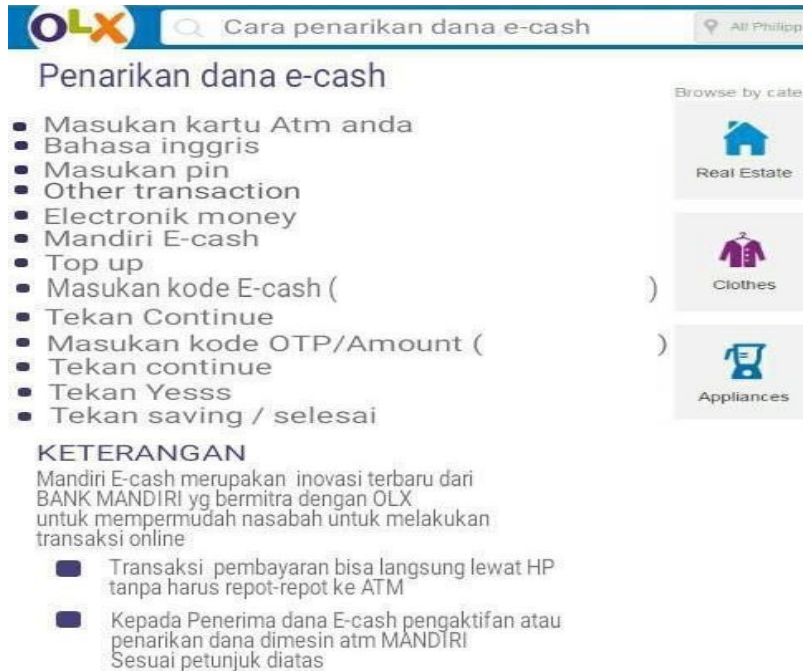 OLX
Cara penarikan dana e-cash
All Philipp
Penarikan dana e-cash
Browse by cate
Masukan kartu Atm anda
Bahasa inggris
Masukan pin
Other transaction
Electronik money
Mandiri E-cash
Top up
Masukan kode E-cash ( )
Tekan Continue
Masukan kode OTP/Amount ( )
Tekan continue
Tekan Yesss
Tekan saving / selesai
Real Estate
Clothes
Appliances
KETERANGAN
Mandiri E-cash merupakan inovasi terbaru dari
BANK MANDIRI yg bermitra dengan OLX
untuk mempermudah nasabah untuk melakukan
transaksi online
Transaksi pembayaran bisa langsung lewat HP
tanpa harus repot-repot ke ATM
Kepada Penerima dana E-cash pengaktifan atau
penarikan dana dimesin atm MANDIRI
Sesuai petunjuk diatas